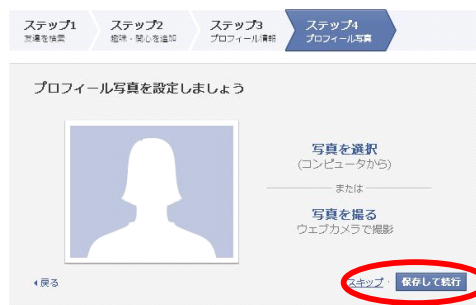 ステップ1
友達を検索
ステップ2
趣味・関心を追加
ステップ3
プロフィール情報
ステップ4
プロフィール写真
プロフィール写真を設定しましょう
写真を選択
(コンピュータから)
または
写真を撮る
ウェブカメラで撮影
戻る
スキップ · 保存して続行